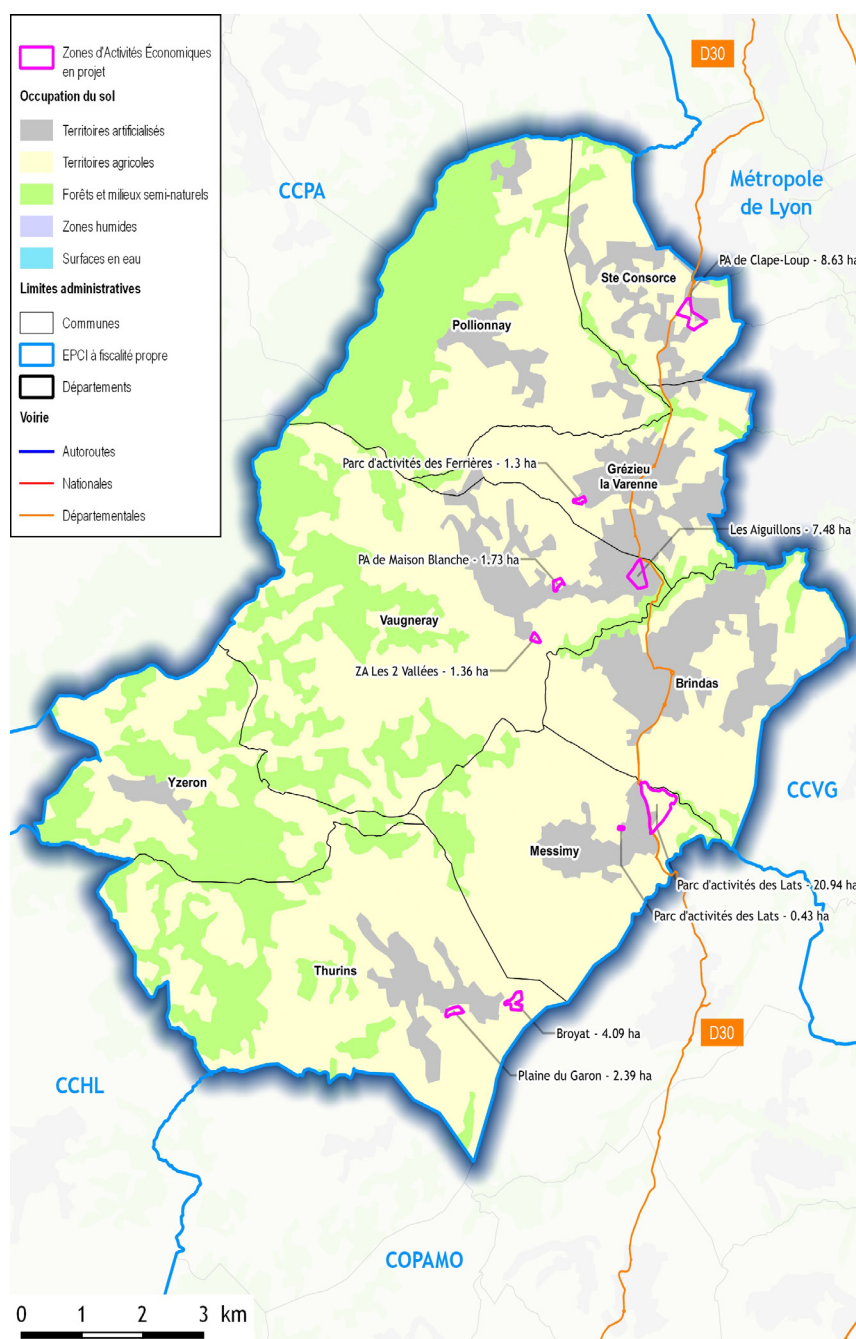 Zones d'Activités Économiques
en projet
Occupation du sol
Territoires artificialisés
Territoires agricoles
Forêts et milieux semi-naturels
Zones humides
Surfaces en eau
Limites administratives
Communes
EPCI à fiscalité propre
Départements
Voirie
Autoroutes
Nationales
Départementales
D30
CCPA
Métropole
de Lyon
PA de Clape-Loup - 8.63 ha
Ste Consorce
Pollionnay
Parc d'activités des Ferrières - 1.3 ha
Grézieu
la Varenne
Les Aiguillons - 7.48 ha
PA de Maison Blanche - 1.73 ha
Vaugneray
ZA Les 2 Vallées - 1.36 ha
Brindas
Yzeron
CCVG
Messimy
Parc d'activités des Lats - 20.94 ha
Parc d'activités des Lats - 0.43 ha
Thurins
Broyat - 4.09 ha
D30
Plaine du Garon - 2.39 ha
CCHL
COPAMO
0 1 2 3 km